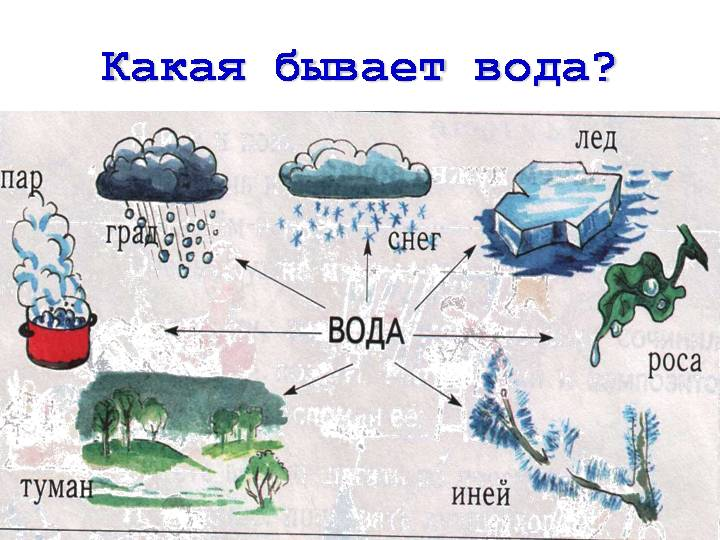 Какая бывает вода?
лед
пар
град
снег
ВОДА
роса
туман
иней